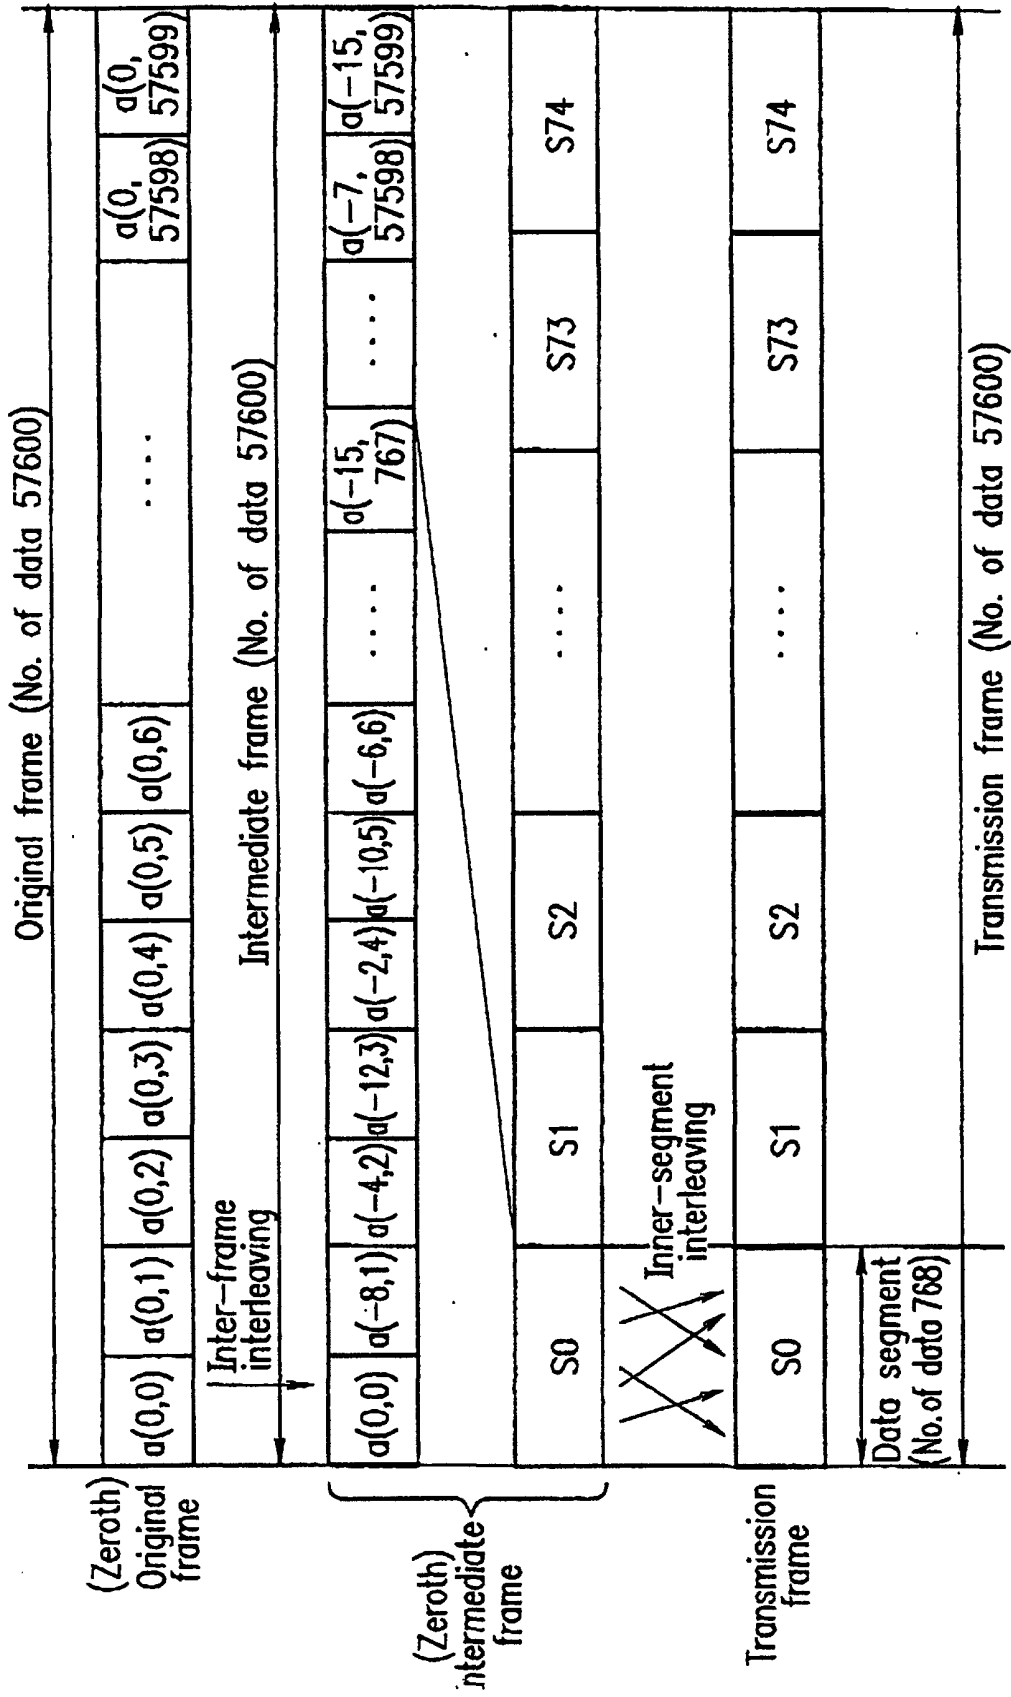 Original frame (No. of data 57600)
(Zeroth)
Original
frame
a(0,0)
a(0,1)
a(0,2)
a(0,3)
a(0,4)
a(0,5)
a(0,6)
....
a(0,
57598)
a(0,
57599)
Inter-frame
interleaving
Intermediate frame (No. of data 57600)
(Zeroth)
Intermediate
frame
a(0,0)
a(-8,1)
a(-4,2)
a(-12,3)
a(-2,4)
a(-10,5)
a(-6,6)
....
a(-15,
767)
....
a(-7,
57598)
a(-15,
57599)
S0
S1
S2
....
S73
S74
Inner-segment
interleaving
Transmission
frame
S0
S1
S2
....
S73
S74
Data segment
(No. of data 768)
Transmission frame (No. of data 57600)